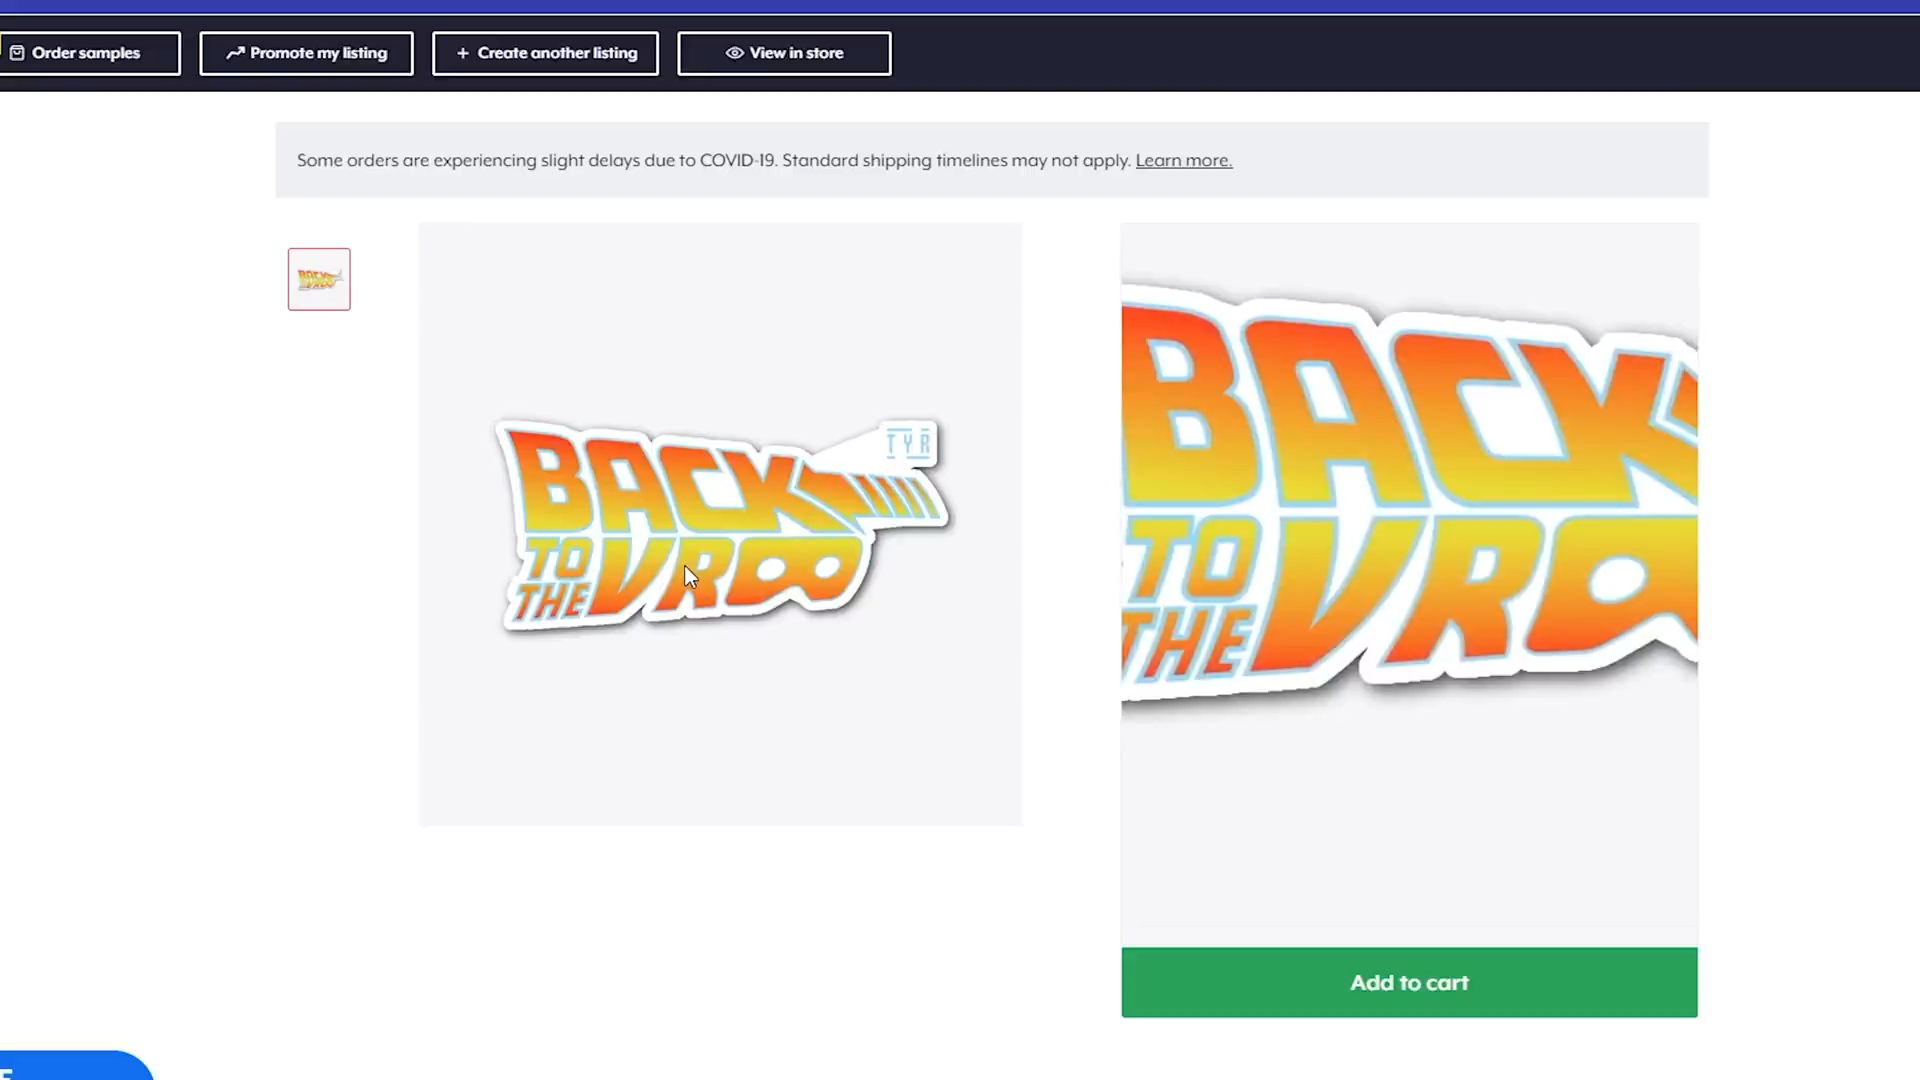 Order samples
Promote my listing
+ Create another listing
View in store
Some orders are experiencing slight delays due to COVID-19. Standard shipping timelines may not apply. Learn more.
BACK
TO
THE
VR
TYR
BACK
TO
THE
VR
Add to cart